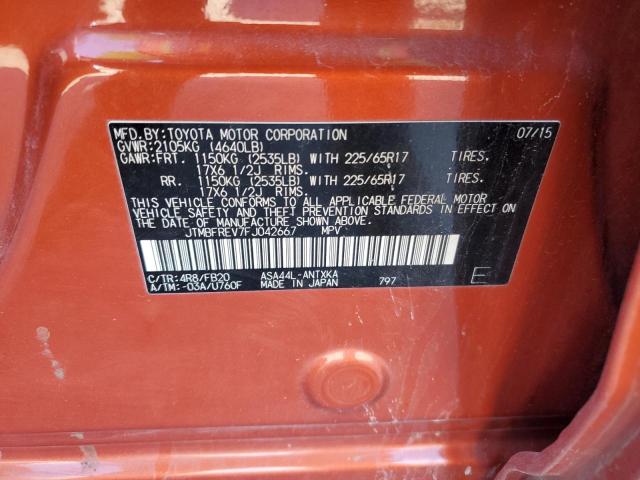 MFD.BY:TOYOTA MOTOR CORPORATION 07/15
GVWR:2105KG (4640LB)
GAWR:FRT. 1150KG (2535LB) WITH 225/65R17 TIRES.
17X6 1/2J RIMS.
RR. 1150KG (2535LB) WITH 225/65R17 TIRES.
17X6 1/2J RIMS.
THIS VEHICLE CONFORMS TO ALL APPLICABLE FEDERAL MOTOR
VEHICLE SAFETY AND THEFT PREVENTION STANDARDS IN EFFECT ON
THE DATE OF MANUFACTURE SHOWN ABOVE.
JTMBFREV7FJ042667 MPV
C/TR:4R8/FB20 ASA44L-ANTXKA
A/TM:-03A/U760F MADE IN JAPAN 797 E